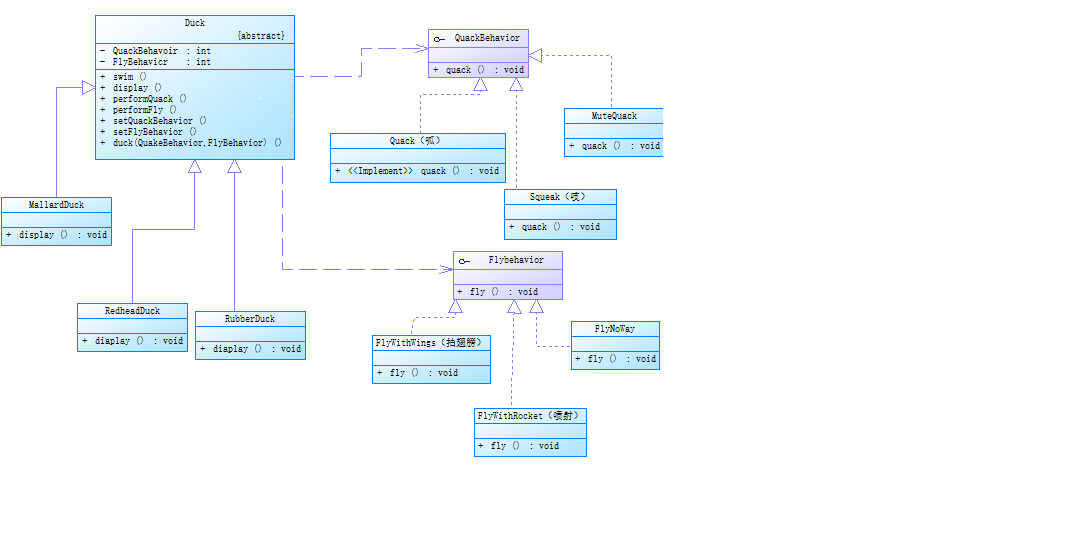 Duck
{abstract}
- QuackBehavoir : int
- FlyBehavicr : int
+ swim ()
+ display ()
+ performQuack ()
+ performFly ()
+ setQuackBehavior ()
+ setFlyBehavior ()
+ duck(QuakeBehavior,FlyBehavior) ()
QuackBehavior
+ quack () : void
MuteQuack
+ quack () : void
Quack（呱）
+ <<Implement>> quack () : void
Squeak（吱）
+ quack () : void
MallardDuck
+ display () : void
Flybehavior
+ fly () : void
RedheadDuck
+ diaplay () : void
RubberDuck
+ diaplay () : void
FlyWithWings（拍翅膀）
+ fly () : void
FlyNoWay
+ fly () : void
FlyWithRocket（喷射）
+ fly () : void